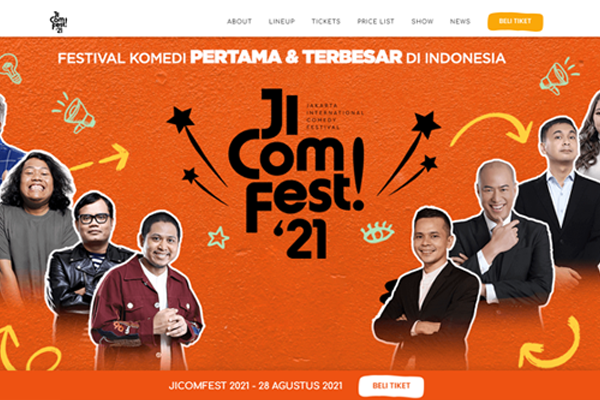 JI
Com
Fest!
'21
ABOUT
LINEUP
TICKETS
PRICE LIST
SHOW
NEWS
BELI TIKET
FESTIVAL KOMEDI PERTAMA & TERBESAR DI INDONESIA
JI
Com
Fest!
'21
JAKARTA
INTERNATIONAL
COMEDY
FESTIVAL
JICOMFEST 2021 - 28 AGUSTUS 2021
BELI TIKET